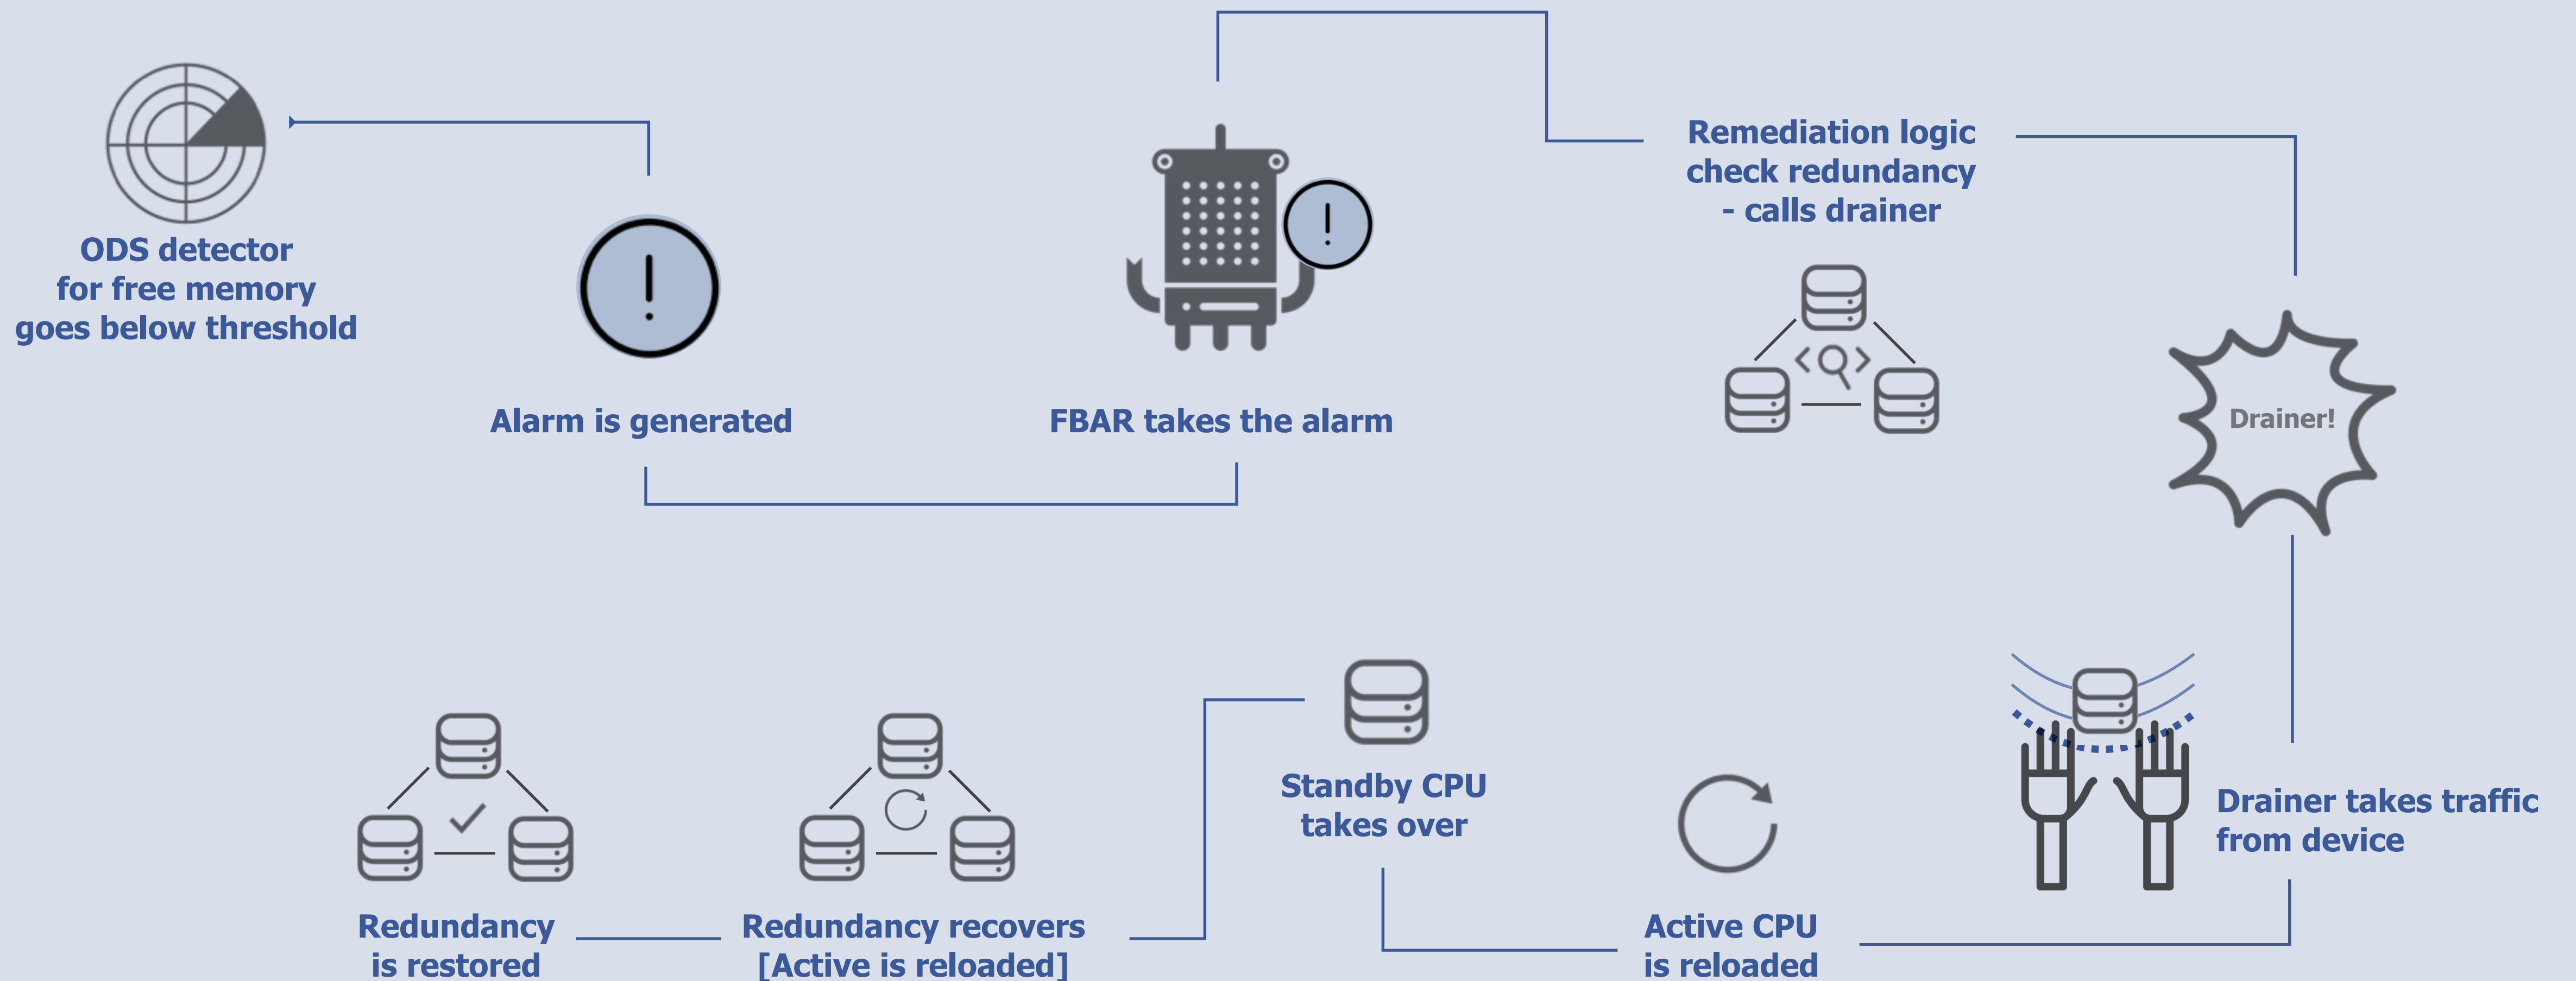 ODS detector
for free memory
goes below threshold
Alarm is generated
FBAR takes the alarm
Remediation logic
check redundancy
- calls drainer
Drainer!
Drainer takes traffic
from device
Active CPU
is reloaded
Standby CPU
takes over
Redundancy recovers
[Active is reloaded]
Redundancy
is restored